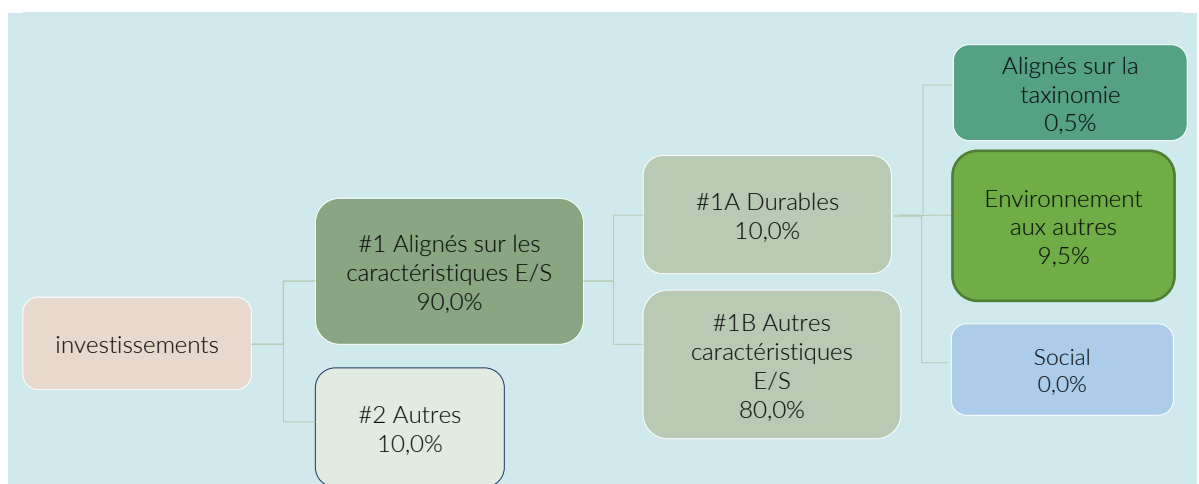 investissements
#1 Alignés sur les
caractéristiques E/S
90,0%
#2 Autres
10,0%
#1A Durables
10,0%
#1B Autres
caractéristiques
E/S
80,0%
Alignés sur la
taxinomie
0,5%
Environnement
aux autres
9,5%
Social
0,0%